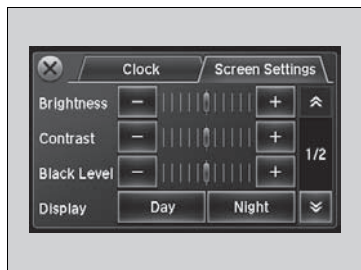 Clock Screen Settings
Brightness - +
Contrast - +
1/2
Black Level - +
Display Day Night